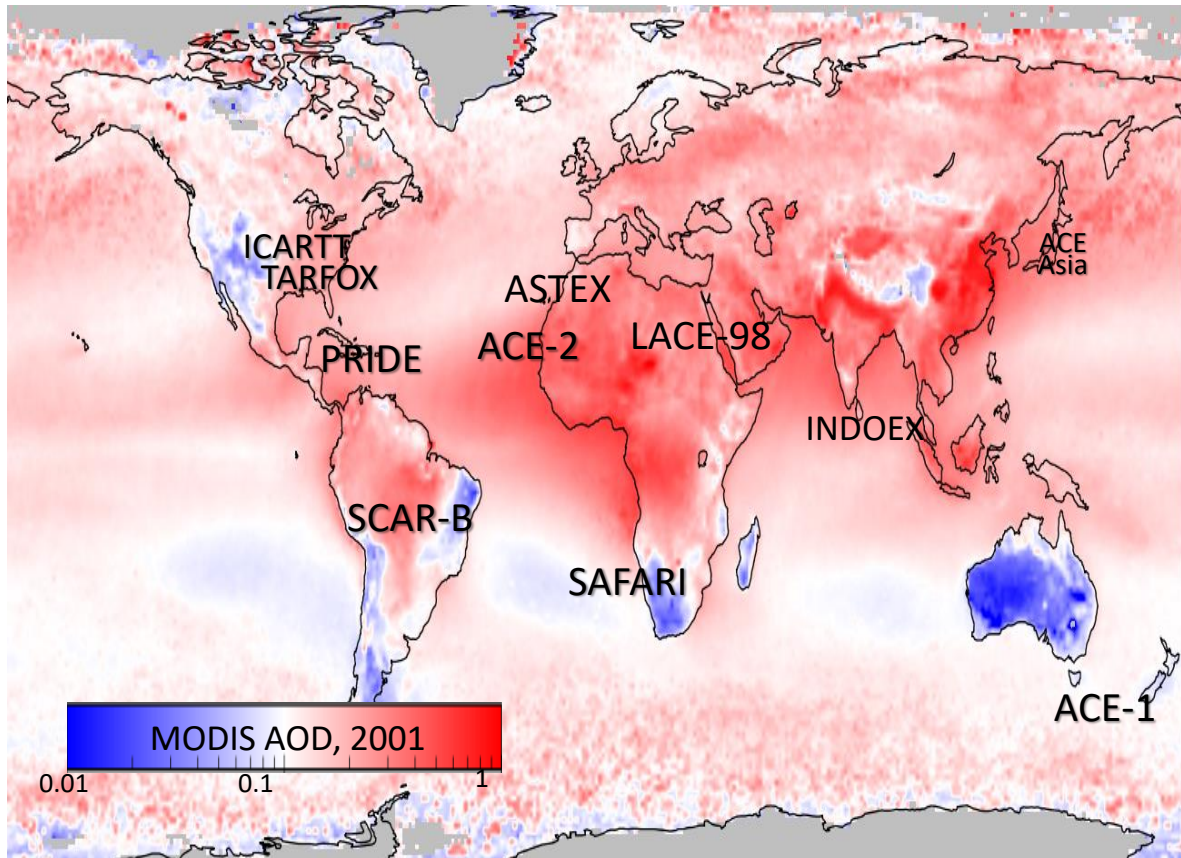 ICARTT
TARFOX
ACE
Asia
ASTEX
ACE-2
LACE-98
PRIDE
INDOEX
SCAR-B
SAFARI
ACE-1
MODIS AOD, 2001
0.01
0.1
1